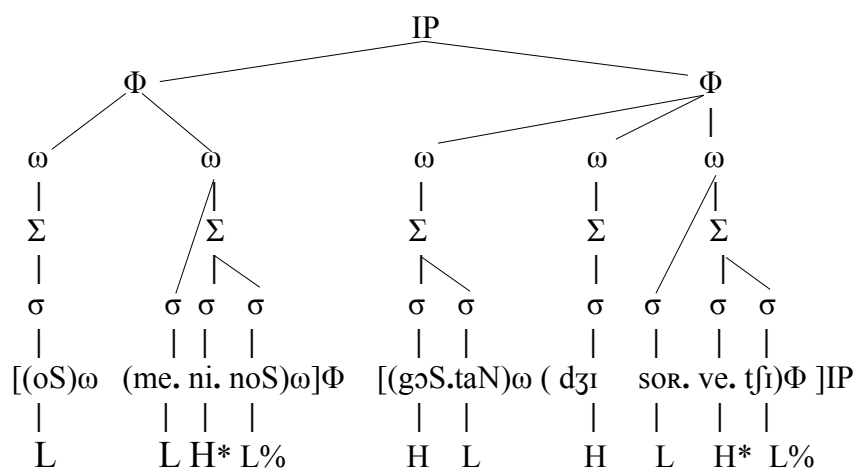 IP
Φ Φ
ω ω ω ω ω
Σ Σ Σ Σ Σ
σ σ σ σ σ σ σ σ σ σ
[(oS)ω (me. ni. noS)ω]Φ [(gɔS.taN)ω ( dʒɪ soʀ. ve. tʃɪ)Φ ]IP
L L H* L% H L H L H* L%